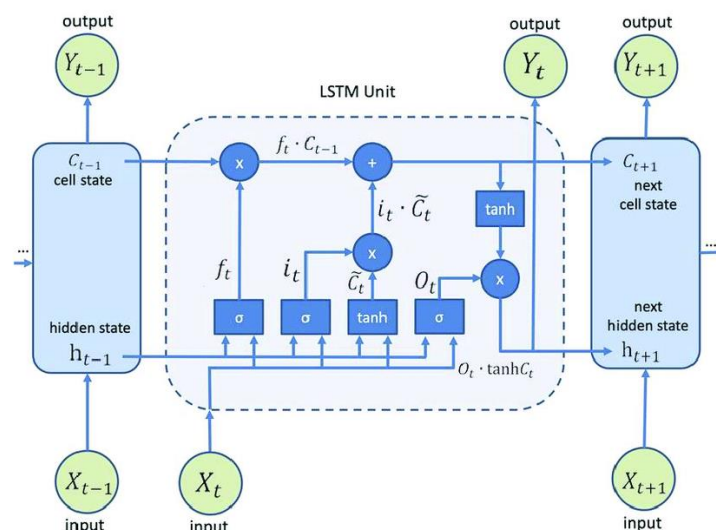 output
output
output
Y_{t-1}
Y_t
Y_{t+1}
LSTM Unit
C_{t-1}
cell state
x
f_t · C_{t-1}
+
C_{t+1}
next
cell state
tanh
i_t · C̃_t
...
f_t
i_t
x
C̃_t
O_t
x
...
σ
σ
tanh
σ
hidden state
h_{t-1}
next
hidden state
h_{t+1}
O_t · tanhC_t
X_{t-1}
X_t
X_{t+1}
input
input
input